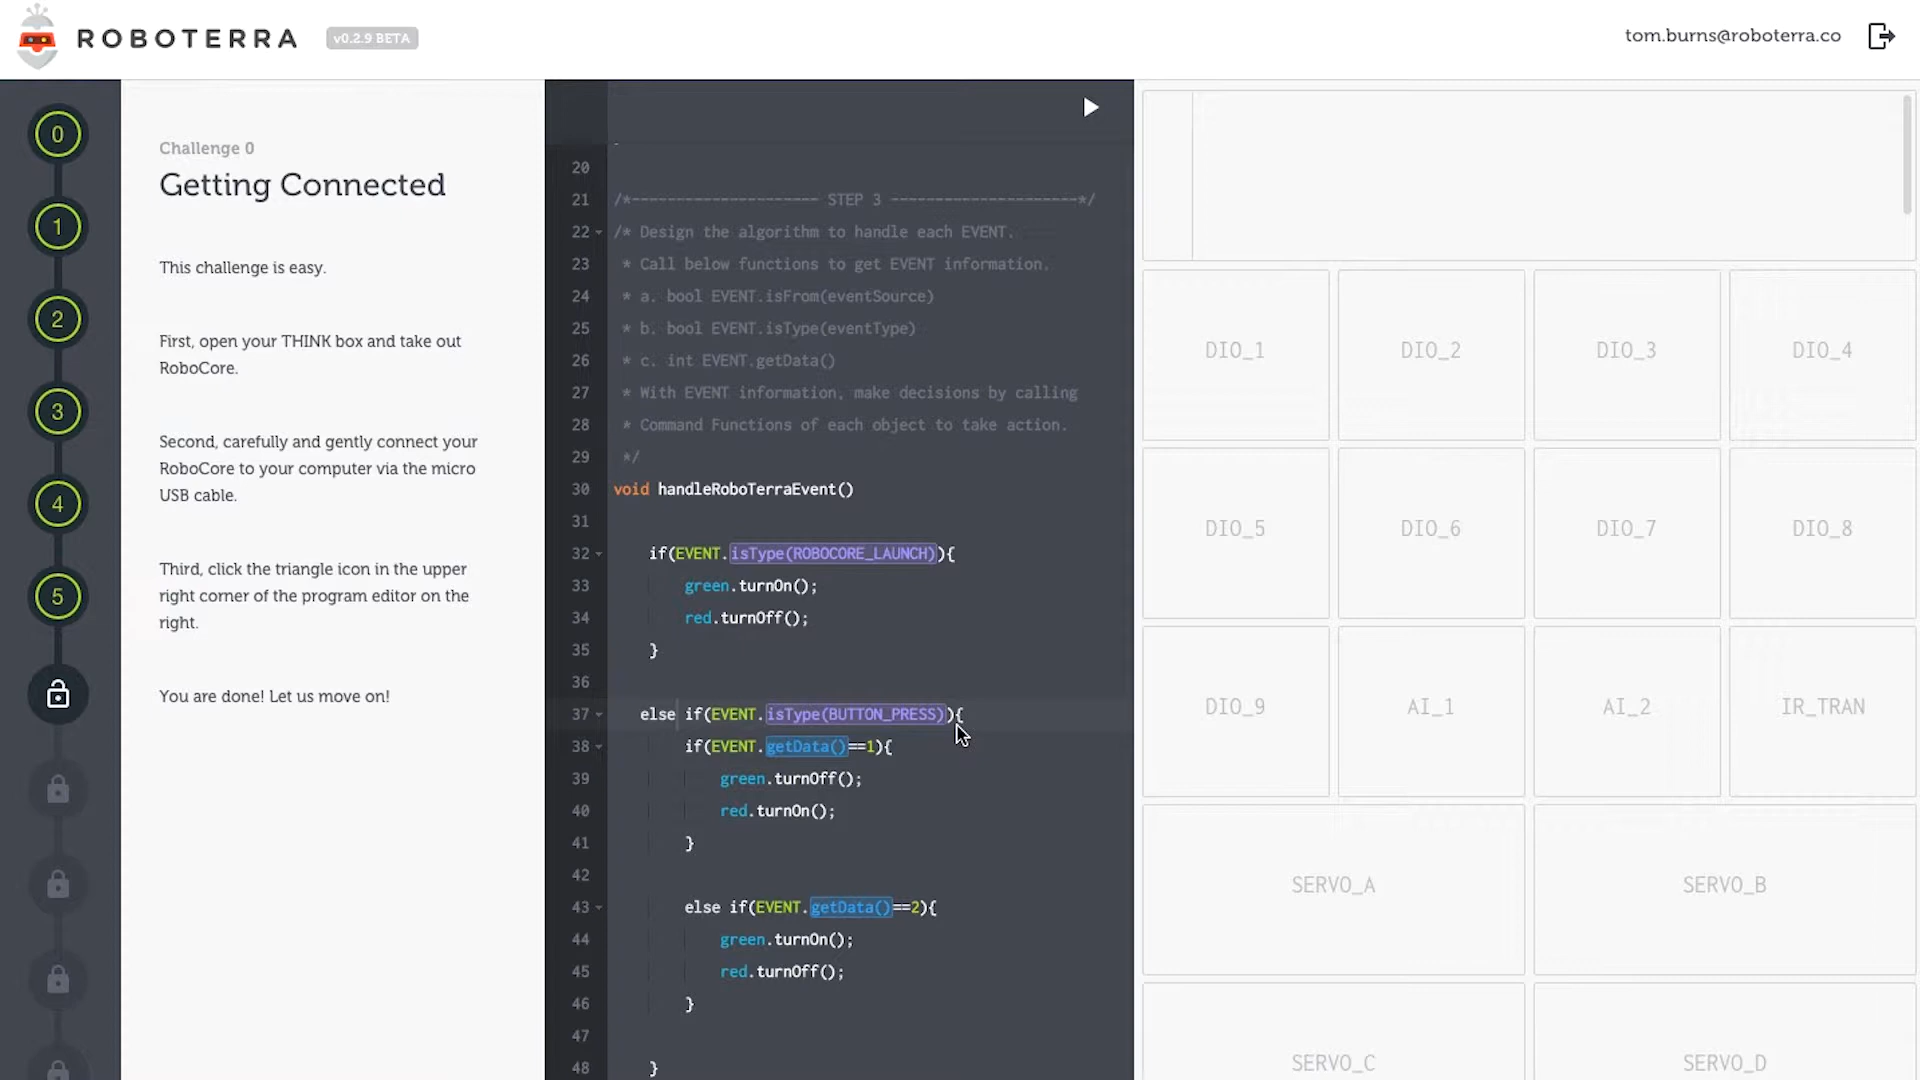 ROBOTERRA
v0.2.9 BETA
tom.burns@roboterra.co
0
1
2
3
4
5
Challenge 0
Getting Connected
This challenge is easy.
First, open your THINK box and take out
RoboCore.
Second, carefully and gently connect your
RoboCore to your computer via the micro
USB cable.
Third, click the triangle icon in the upper
right corner of the program editor on the
right.
You are done! Let us move on!
20
21 /*--------------------- STEP 3 ---------------------*/
22 /* Design the algorithm to handle each EVENT.
23 * Call below functions to get EVENT information.
24 * a. bool EVENT.isFrom(eventSource)
25 * b. bool EVENT.isType(eventType)
26 * c. int EVENT.getData()
27 * With EVENT information, make decisions by calling
28 * Command Functions of each object to take action.
29 */
30 void handleRoboTerraEvent()
31
32 if(EVENT.isType(ROBOCORE_LAUNCH)){
33 green.turnOn();
34 red.turnOff();
35 }
36
37 else if(EVENT.isType(BUTTON_PRESS)){
38 if(EVENT.getData()==1){
39 green.turnOff();
40 red.turnOn();
41 }
42
43 else if(EVENT.getData()==2){
44 green.turnOn();
45 red.turnOff();
46 }
47
48 }
DIO_1 DIO_2 DIO_3 DIO_4
DIO_5 DIO_6 DIO_7 DIO_8
DIO_9 AI_1 AI_2 IR_TRAN
SERVO_A SERVO_B
SERVO_C SERVO_D